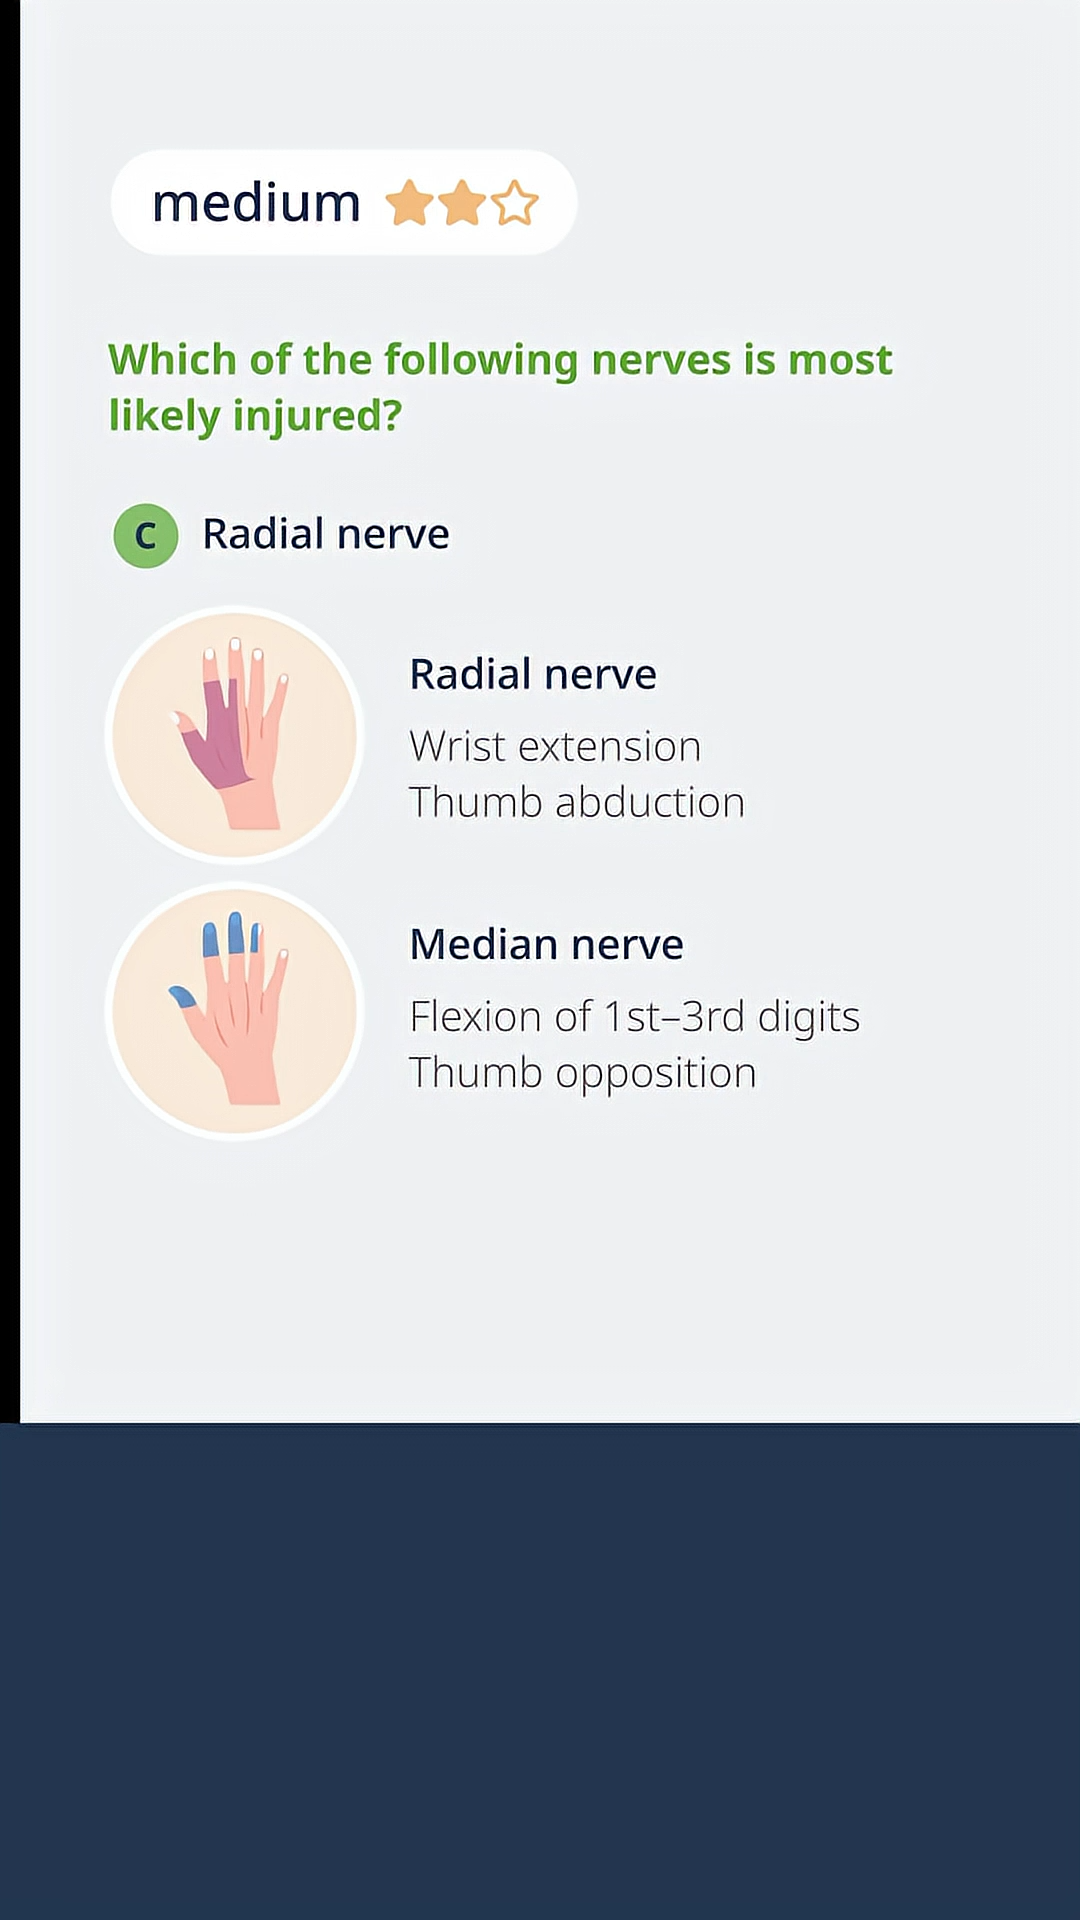 medium
Which of the following nerves is most
likely injured?
C Radial nerve
Radial nerve
Wrist extension
Thumb abduction
Median nerve
Flexion of 1st–3rd digits
Thumb opposition